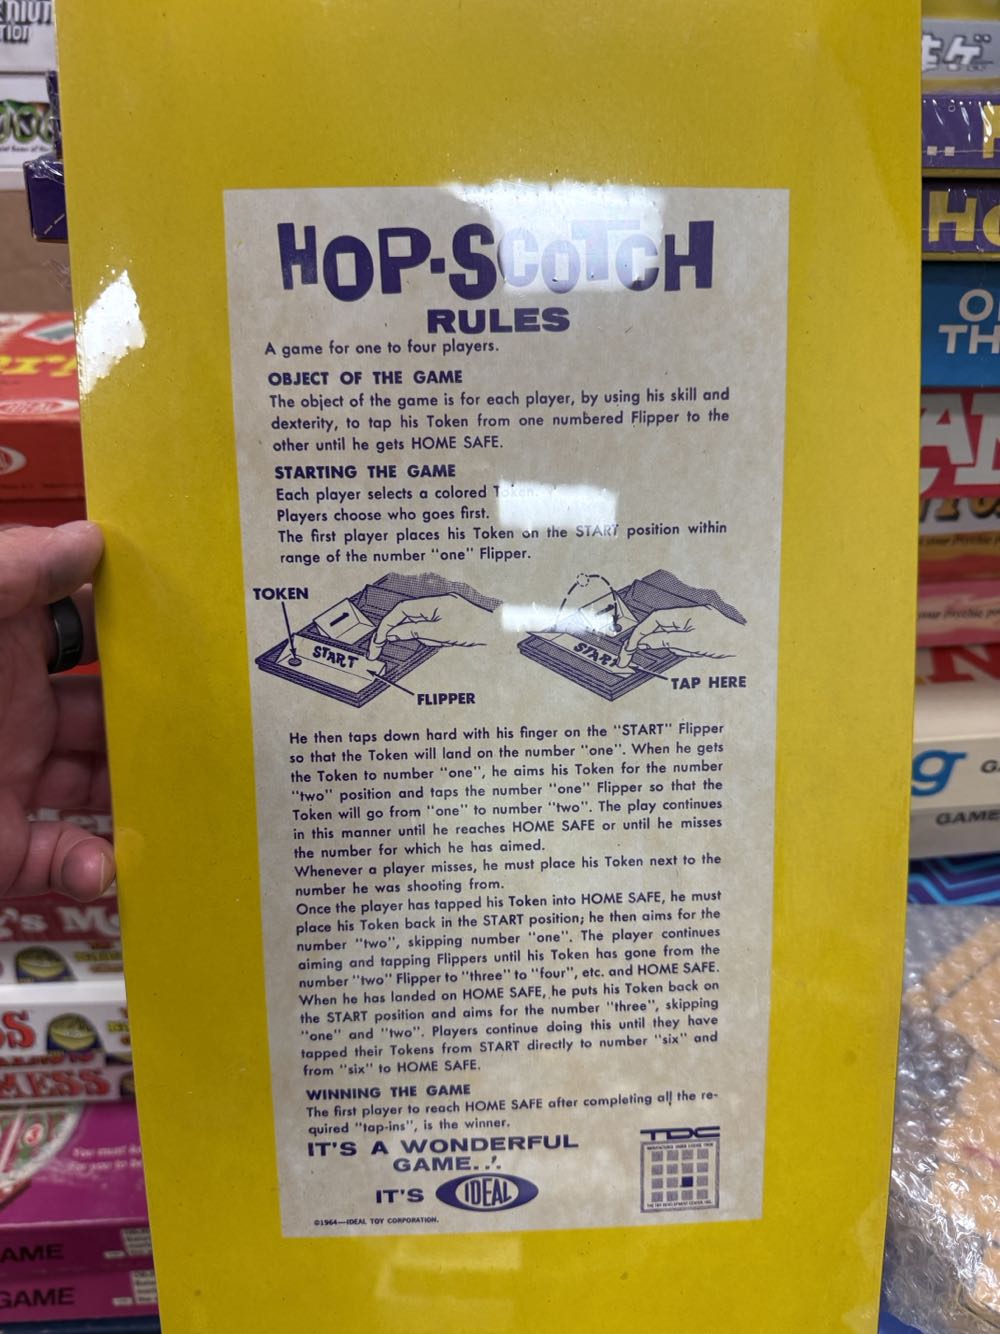 HOP-SCOTCH
RULES
A game for one to four players.
OBJECT OF THE GAME
The object of the game is for each player, by using his skill and
dexterity, to tap his Token from one numbered Flipper to the
other until he gets HOME SAFE.
STARTING THE GAME
Each player selects a colored Token.
Players choose who goes first.
The first player places his Token on the START position within
range of the number "one" Flipper.
TOKEN
START
FLIPPER
START
TAP HERE
He then taps down hard with his finger on the "START" Flipper
so that the Token will land on the number "one". When he gets
the Token to number "one", he aims his Token for the number
"two" position and taps the number "one" Flipper so that the
Token will go from "one" to number "two". The play continues
in this manner until he reaches HOME SAFE or until he misses
the number for which he has aimed.
Whenever a player misses, he must place his Token next to the
number he was shooting from.
Once the player has tapped his Token into HOME SAFE, he must
place his Token back in the START position; he then aims for the
number "two", skipping number "one". The player continues
aiming and tapping Flippers until his Token has gone from the
number "two" Flipper to "three" to "four", etc. and HOME SAFE.
When he has landed on HOME SAFE, he puts his Token back on
the START position and aims for the number "three", skipping
"one" and "two". Players continue doing this until they have
tapped their Tokens from START directly to number "six" and
from "six" to HOME SAFE.
WINNING THE GAME
The first player to reach HOME SAFE after completing all the re-
quired "tap-ins", is the winner.
IT'S A WONDERFUL
GAME...
IT'S IDEAL
©1964—IDEAL TOY CORPORATION.
TDC
IDEAL
GAME
GAME